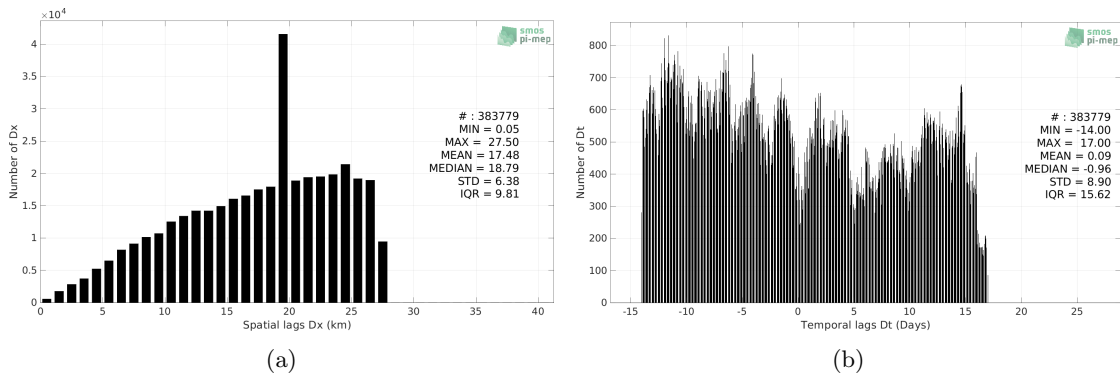 ×10⁴
smos
pi-mep
4
3.5
3
2.5
2
1.5
1
0.5
0
Number of Dx
# : 383779
MIN = 0.05
MAX = 27.50
MEAN = 17.48
MEDIAN = 18.79
STD = 6.38
IQR = 9.81
0 5 10 15 20 25 30 35 40
Spatial lags Dx (km)
(a)
smos
pi-mep
800
700
600
500
400
300
200
100
0
Number of Dt
# : 383779
MIN = -14.00
MAX = 17.00
MEAN = 0.09
MEDIAN = -0.96
STD = 8.90
IQR = 15.62
-15 -10 -5 0 5 10 15 20 25
Temporal lags Dt (Days)
(b)